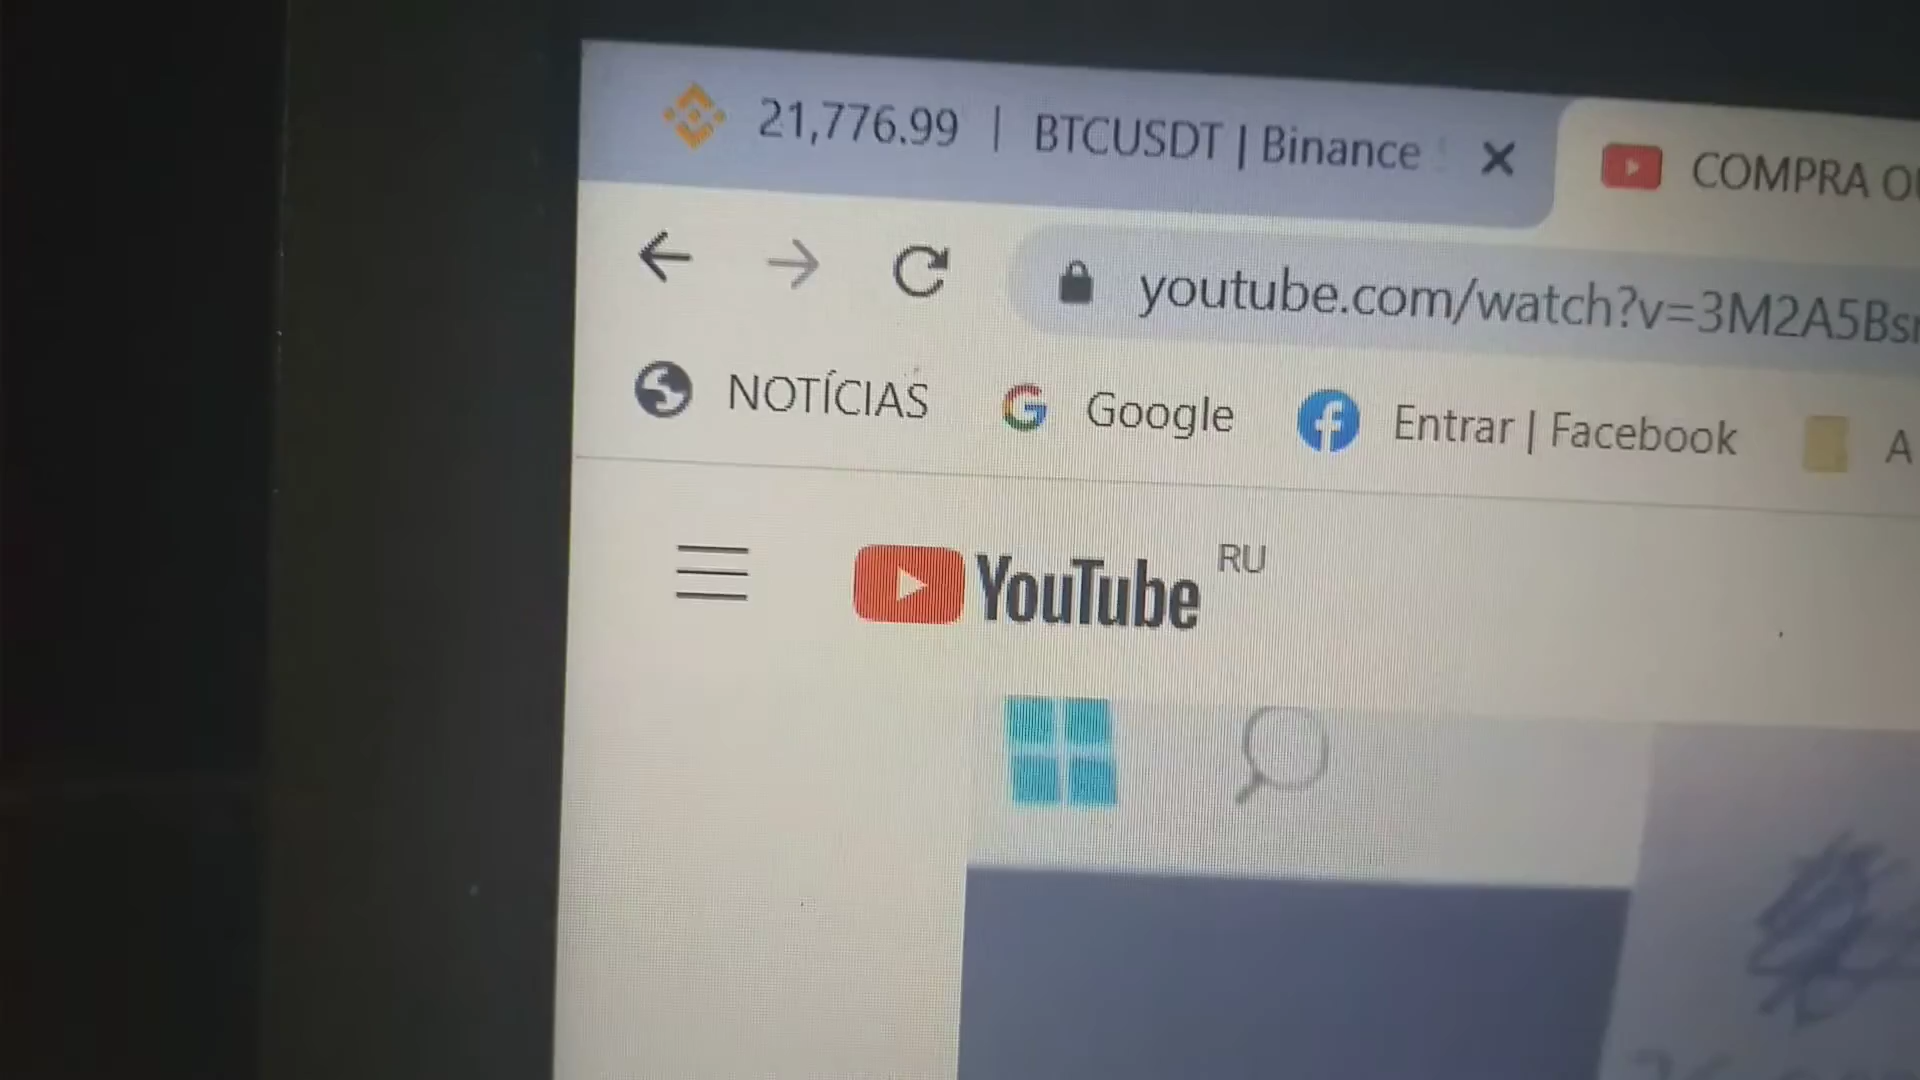 21,776.99 | BTCUSDT | Binance
COMPRA
youtube.com/watch?v=3M2A5Bs
NOTÍCIAS
Google
Entrar | Facebook
A
YouTube RU